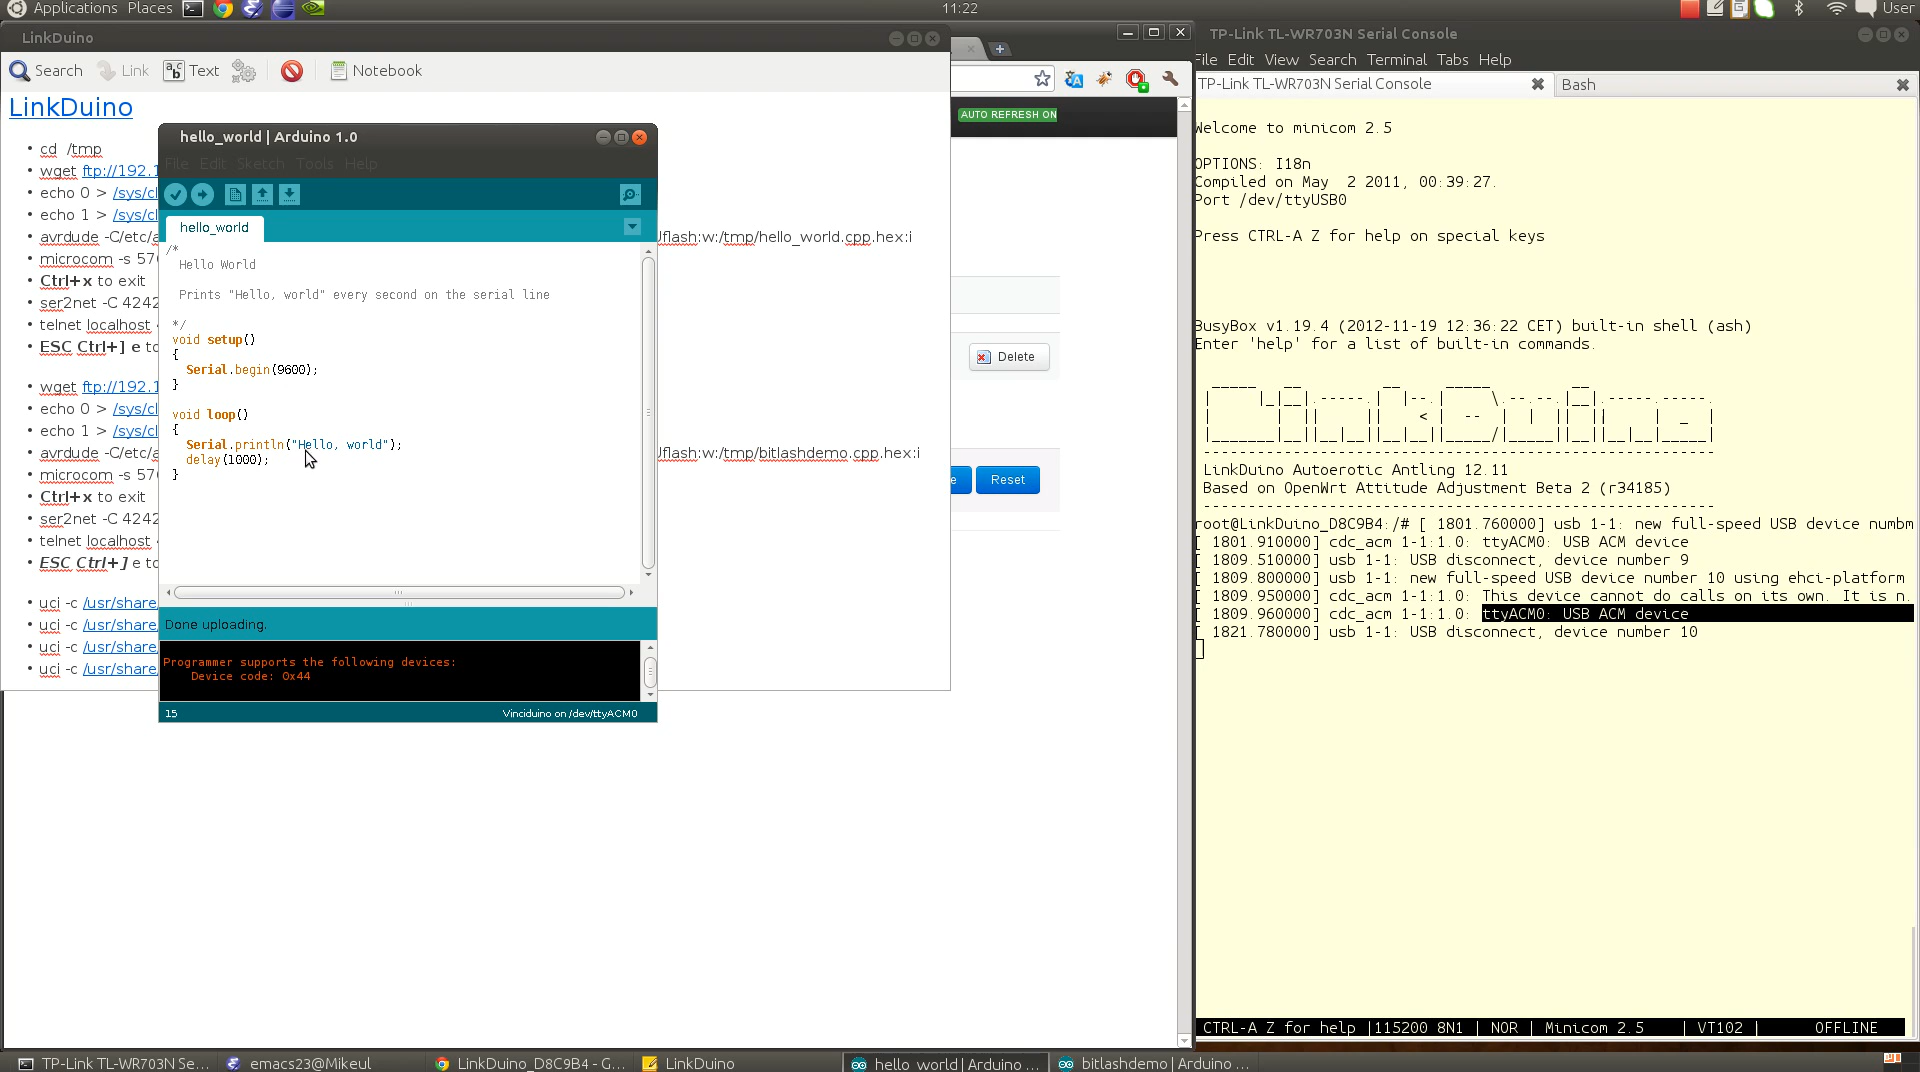 Applications Places
11:22
User
LinkDuino
Search Link Text Notebook
LinkDuino
cd /tmp
wget ftp://192.1
echo 0 > /sys/cl
echo 1 > /sys/cl
avrdude -C/etc/a
flash:w:/tmp/hello_world.cpp.hex:i
microcom -s 576
Ctrl+x to exit
ser2net -C 4242
telnet localhost
ESC Ctrl+] e to
wget ftp://192.1
echo 0 > /sys/cl
echo 1 > /sys/cl
avrdude -C/etc/a
flash:w:/tmp/bitlashdemo.cpp.hex:i
microcom -s 576
Ctrl+x to exit
ser2net -C 4242
telnet localhost
ESC Ctrl+] e to
uci -c /usr/share
uci -c /usr/share
uci -c /usr/share
uci -c /usr/share
hello_world | Arduino 1.0
File Edit Sketch Tools Help
hello_world
/*
Hello World
Prints "Hello, world" every second on the serial line
*/
void setup()
{
Serial.begin(9600);
}
void loop()
{
Serial.println("Hello, world");
delay(1000);
}
Done uploading.
Programmer supports the following devices:
Device code: 0x44
15
Vinciduino on /dev/ttyACM0
AUTO REFRESH ON
Delete
Reset
TP-Link TL-WR703N Serial Console
File Edit View Search Terminal Tabs Help
TP-Link TL-WR703N Serial Console
Bash
Welcome to minicom 2.5
OPTIONS: I18n
Compiled on May  2 2011, 00:39:27.
Port /dev/ttyUSB0
Press CTRL-A Z for help on special keys
BusyBox v1.19.4 (2012-11-19 12:36:22 CET) built-in shell (ash)
Enter 'help' for a list of built-in commands.
LinkDuino Autoerotic Antling 12.11
Based on OpenWrt Attitude Adjustment Beta 2 (r34185)
root@LinkDuino_D8C9B4:/# [ 1801.760000] usb 1-1: new full-speed USB device numbm
[ 1801.910000] cdc_acm 1-1:1.0: ttyACM0: USB ACM device
[ 1809.510000] usb 1-1: USB disconnect, device number 9
[ 1809.800000] usb 1-1: new full-speed USB device number 10 using ehci-platform
[ 1809.950000] cdc_acm 1-1:1.0: This device cannot do calls on its own. It is n.
[ 1809.960000] cdc_acm 1-1:1.0: ttyACM0: USB ACM device
[ 1821.780000] usb 1-1: USB disconnect, device number 10
CTRL-A Z for help |115200 8N1 | NOR | Minicom 2.5 | VT102 | OFFLINE
TP-Link TL-WR703N Se...
emacs23@Mikeul
LinkDuino_D8C9B4 - G...
LinkDuino
hello_world | Arduino ...
bitlashdemo | Arduino ...